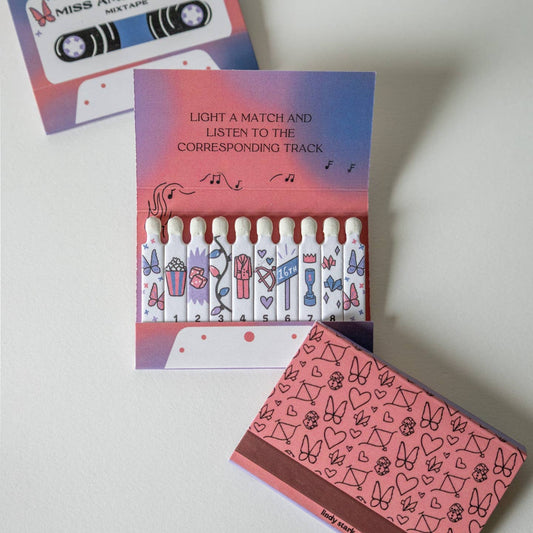 MISS
MIXTAPE
LIGHT A MATCH AND
LISTEN TO THE
CORRESPONDING TRACK
16TH
1 2 3 4 5 6 7 8
lindy stark